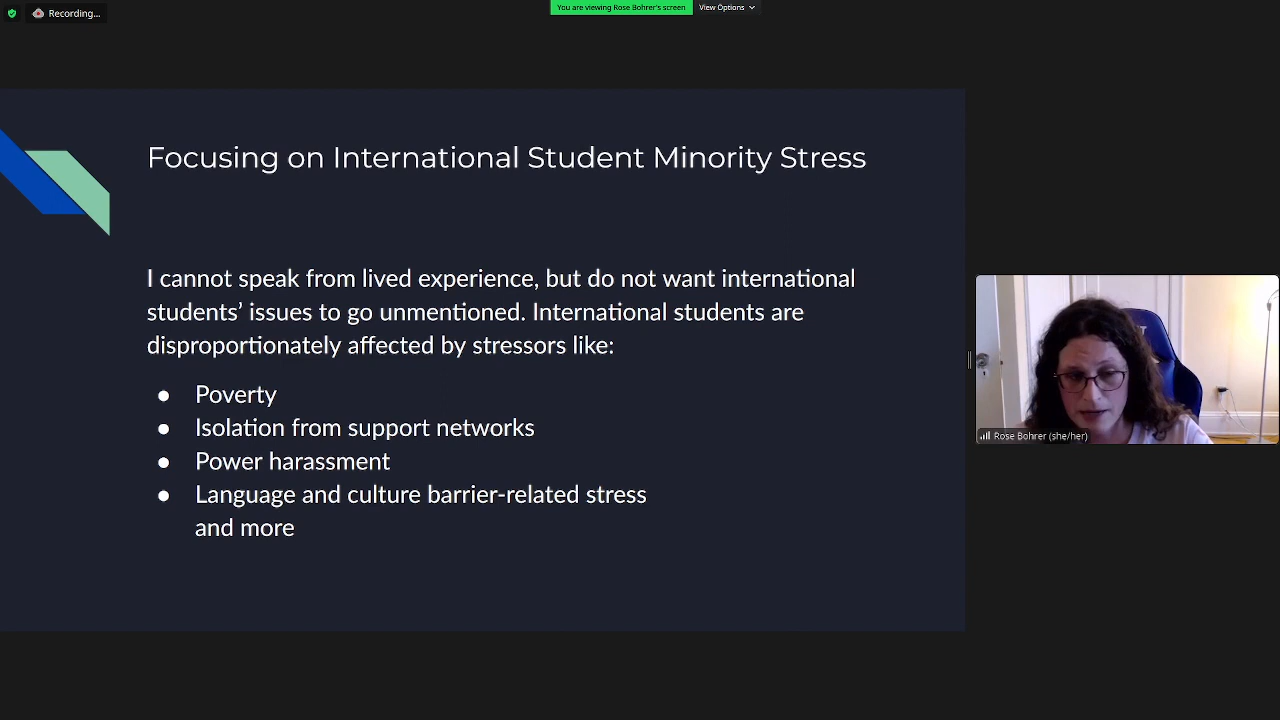 Recording...
You are viewing Rose Bohrer's screen
View Options
Focusing on International Student Minority Stress
I cannot speak from lived experience, but do not want international
students’ issues to go unmentioned. International students are
disproportionately affected by stressors like:
● Poverty
● Isolation from support networks
● Power harassment
● Language and culture barrier-related stress
and more
Rose Bohrer (she/her)